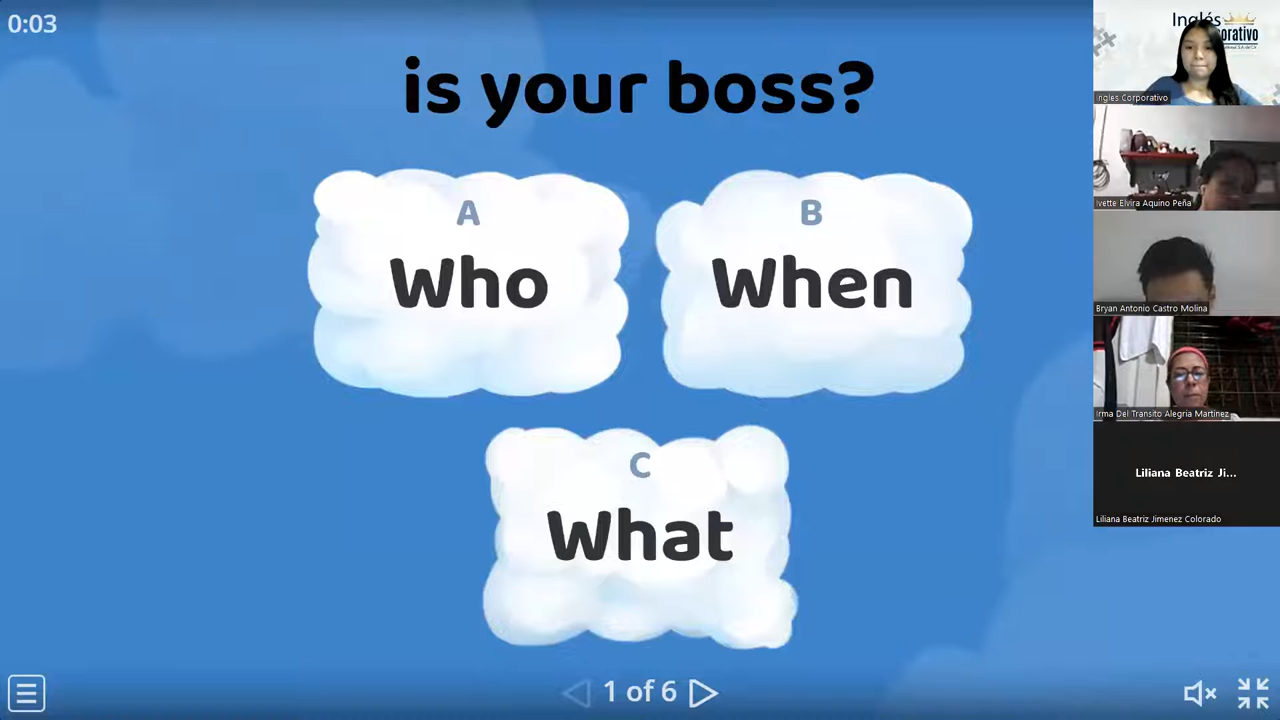 0:03
is your boss?
A
Who
B
When
C
What
1 of 6
Inglés
orativo
Ingles Corporativo
Ivette Elvira Aquino Peña
Bryan Antonio Castro Molina
Irma Del Transito Alegria Martinez
Liliana Beatriz Ji...
Liliana Beatriz Jimenez Colorado